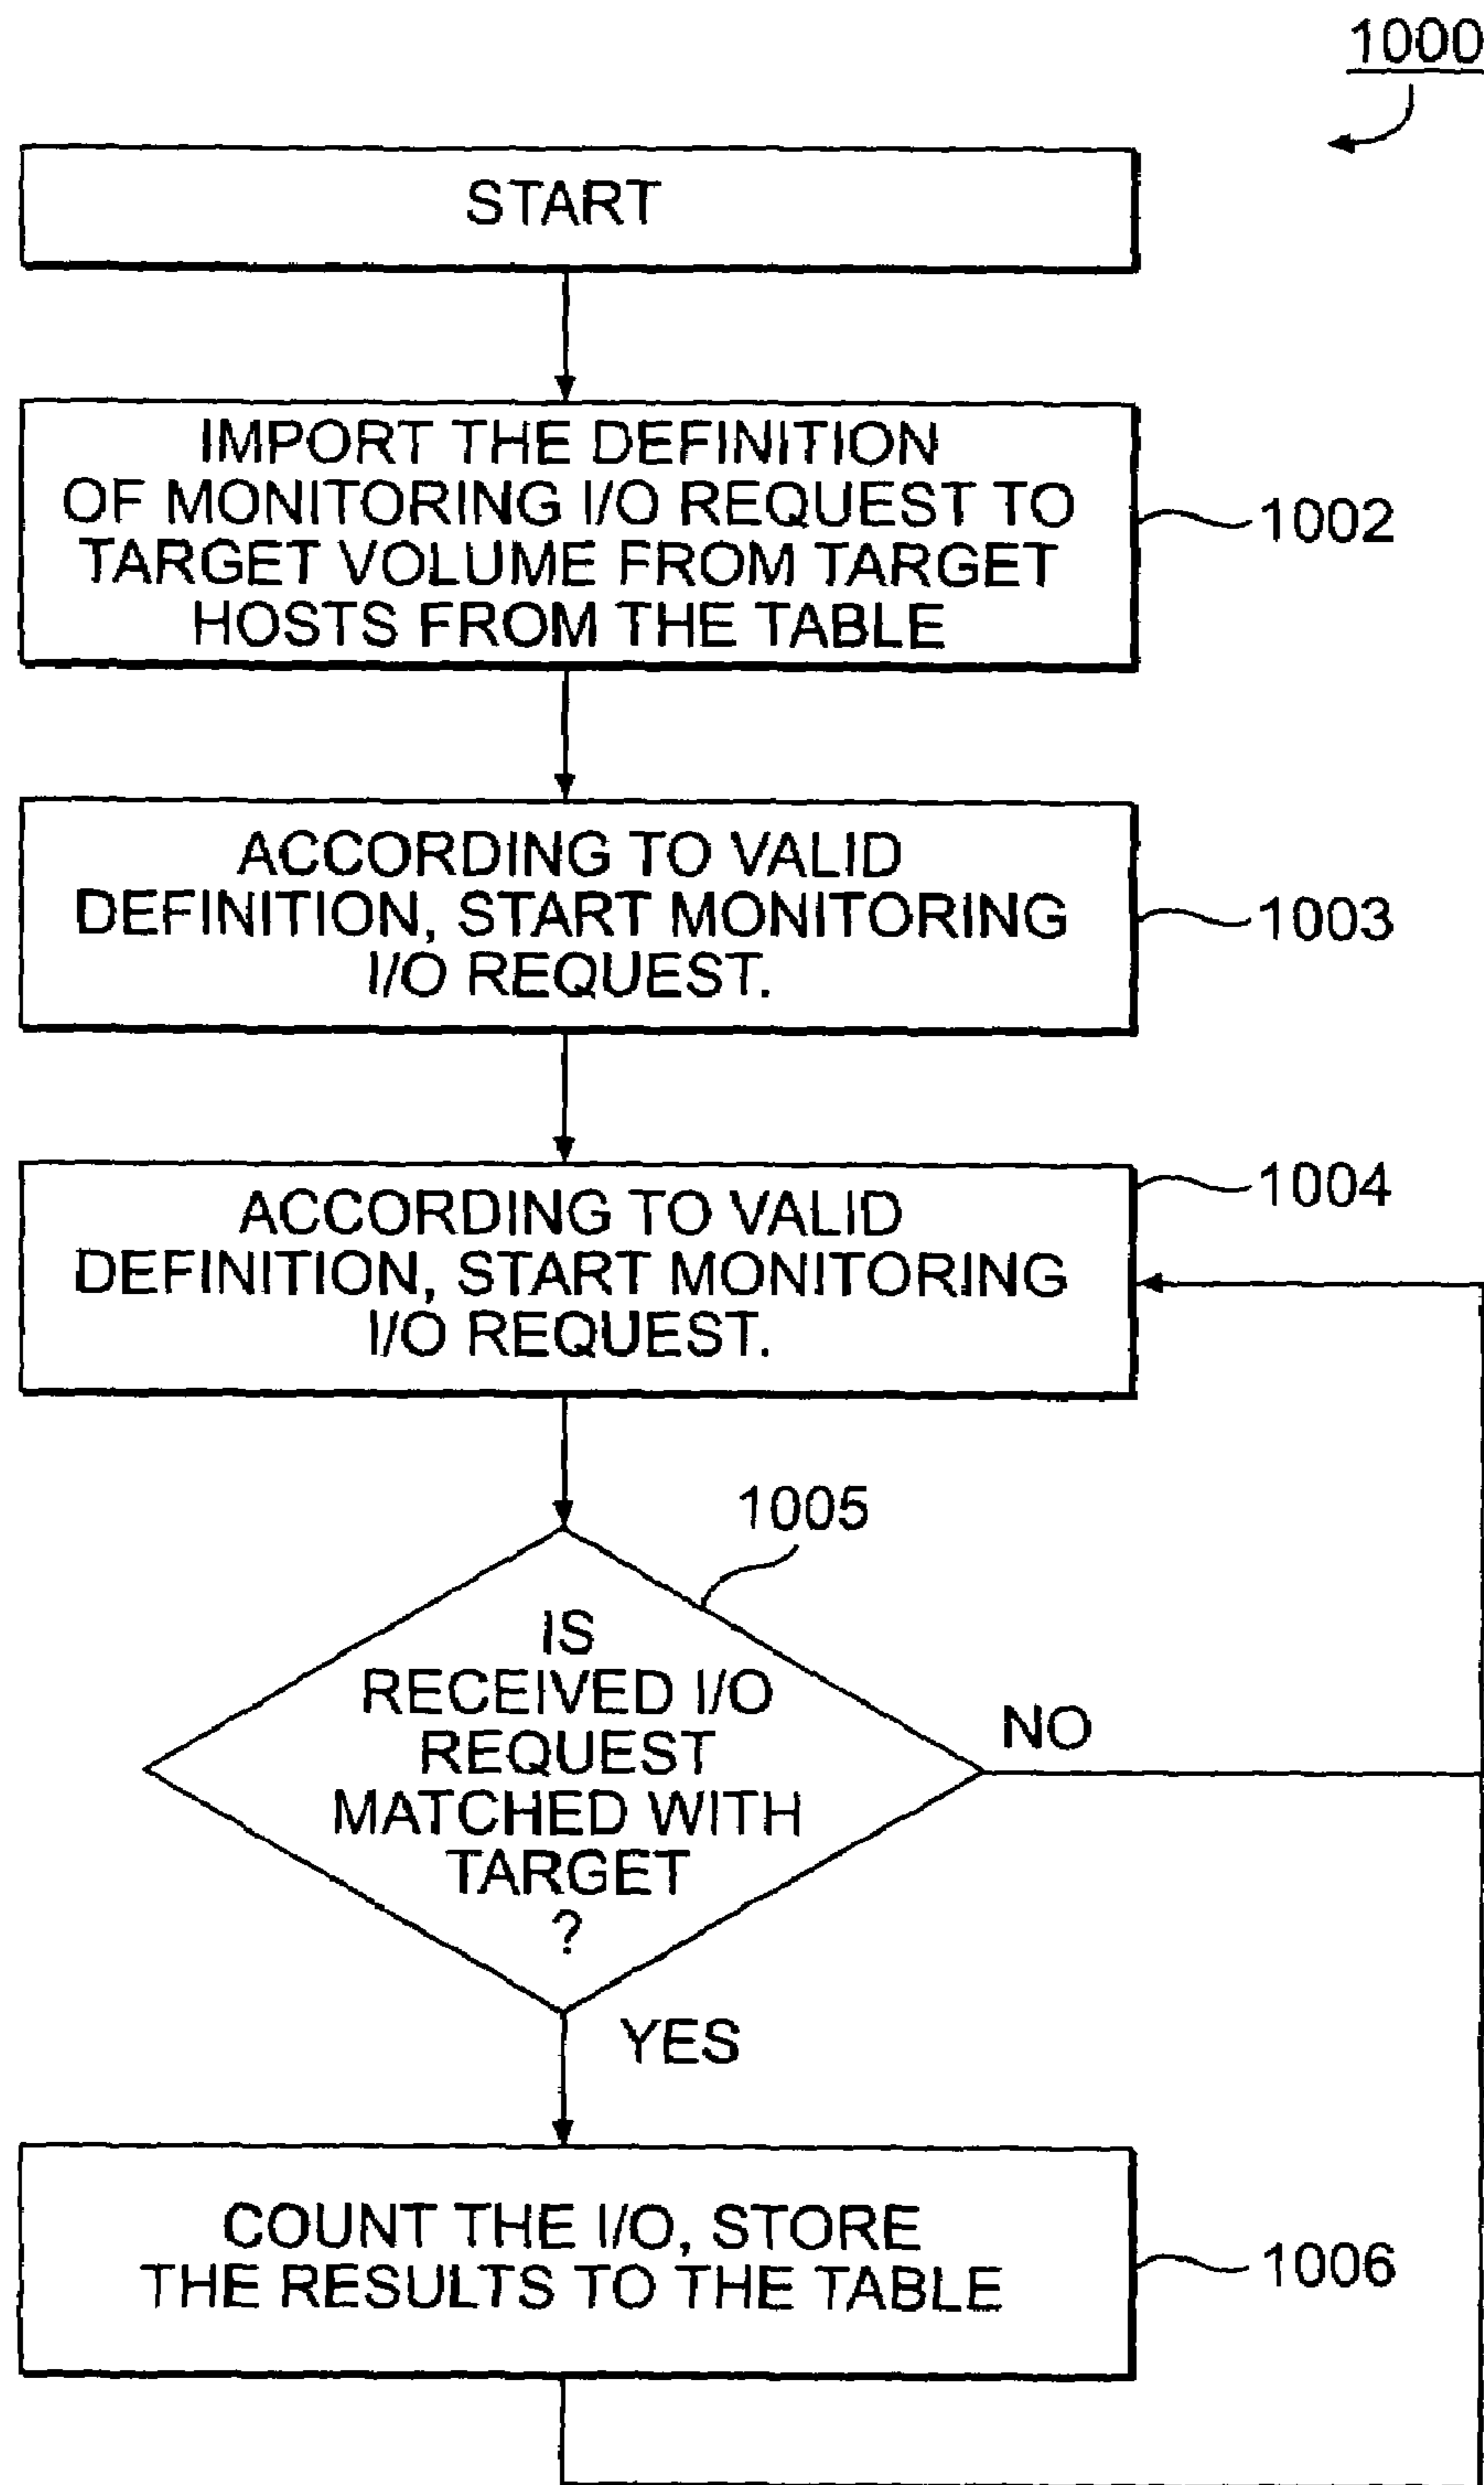 1000
START
IMPORT THE DEFINITION
OF MONITORING I/O REQUEST TO
TARGET VOLUME FROM TARGET
HOSTS FROM THE TABLE
1002
ACCORDING TO VALID
DEFINITION, START MONITORING
I/O REQUEST.
1003
ACCORDING TO VALID
DEFINITION, START MONITORING
I/O REQUEST.
1004
1005
IS
RECEIVED I/O
REQUEST
MATCHED WITH
TARGET
?
NO
YES
COUNT THE I/O, STORE
THE RESULTS TO THE TABLE
1006